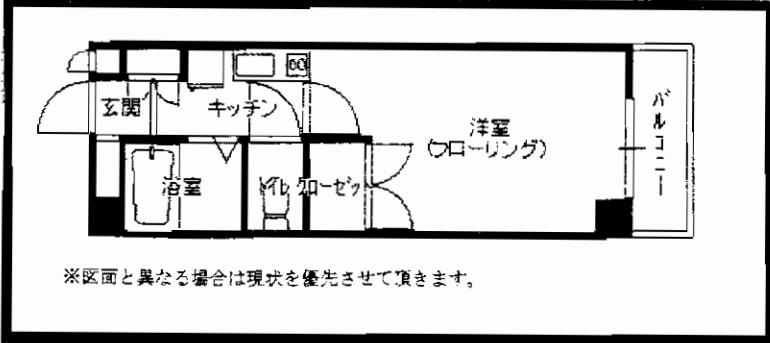 玄関
キッチン
洋室
(フローリング)
バルコニー
浴室
トイレ
クローゼット
※図面と異なる場合は現状を優先させて頂きます。